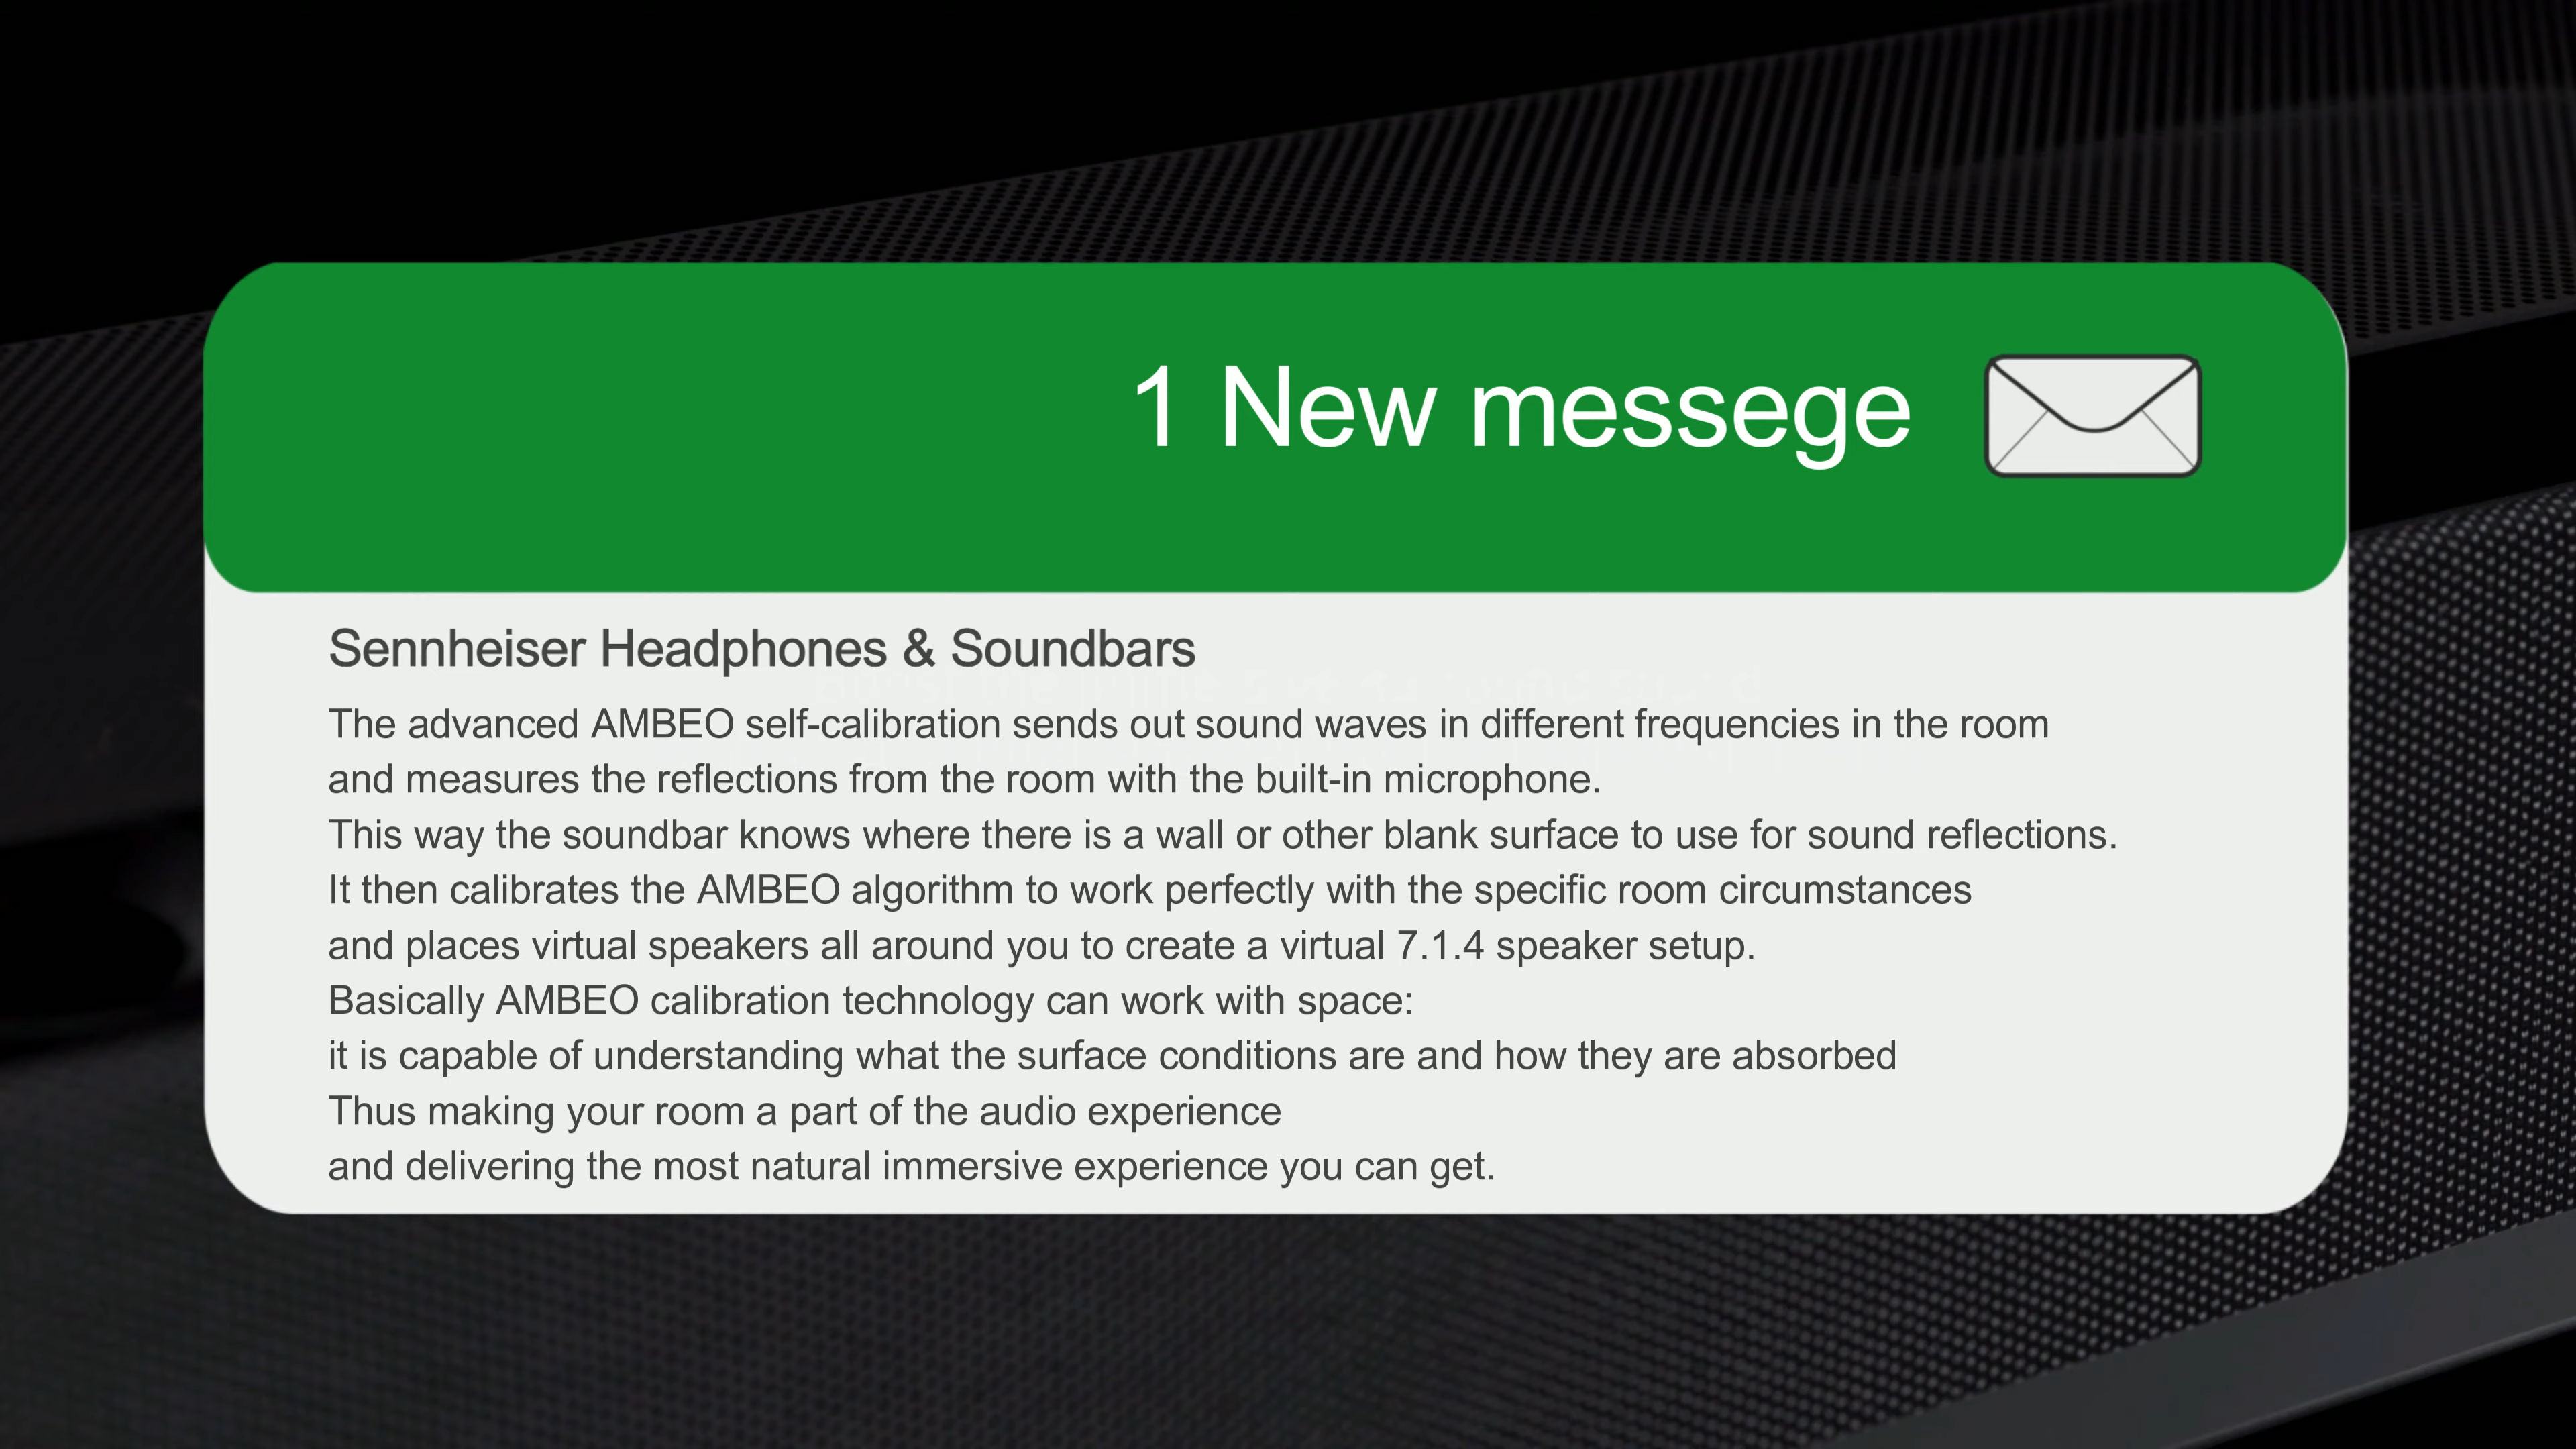 1 New messege
Sennheiser Headphones & Soundbars
The advanced AMBEO self-calibration sends out sound waves in different frequencies in the room
and measures the reflections from the room with the built-in microphone.
This way the soundbar knows where there is a wall or other blank surface to use for sound reflections.
It then calibrates the AMBEO algorithm to work perfectly with the specific room circumstances
and places virtual speakers all around you to create a virtual 7.1.4 speaker setup.
Basically AMBEO calibration technology can work with space:
it is capable of understanding what the surface conditions are and how they are absorbed
Thus making your room a part of the audio experience
and delivering the most natural immersive experience you can get.